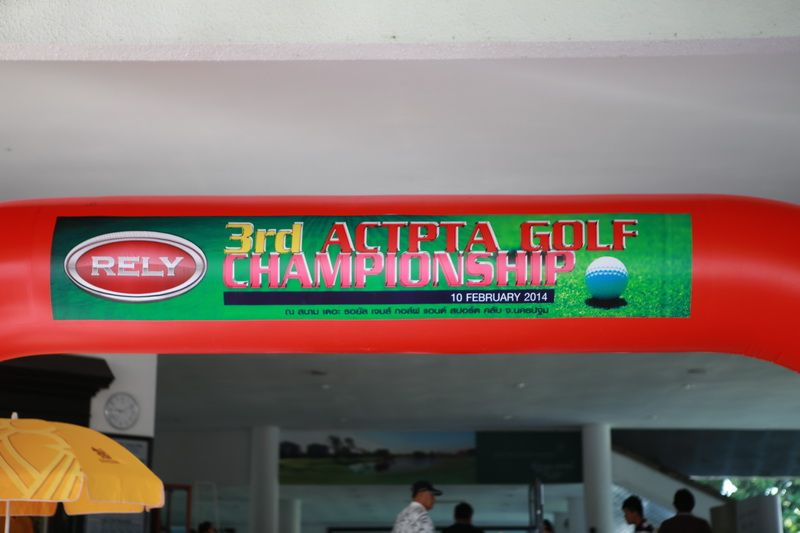 RELY
3rd ACTPTA GOLF
CHAMPIONSHIP
10 FEBRUARY 2014
ณ สนาม เดอะ รอยัล เจมส์ กอล์ฟ แอนด์ สปอร์ต คลับ จ.นครปฐม